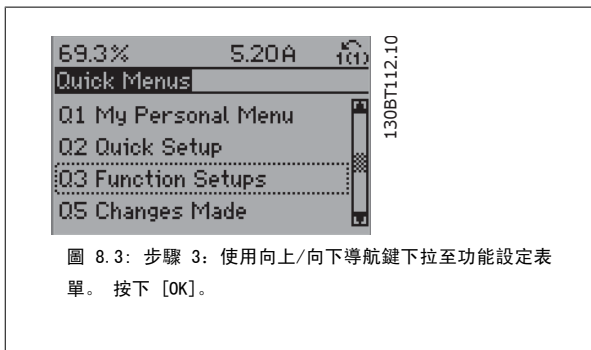 69.3% 5.20A 1(1)
Quick Menus
Q1 My Personal Menu
Q2 Quick Setup
Q3 Function Setups
Q5 Changes Made
130BT112.10
圖 8.3: 步驟 3：使用向上/向下導航鍵下拉至功能設定表
單。 按下 [OK]。